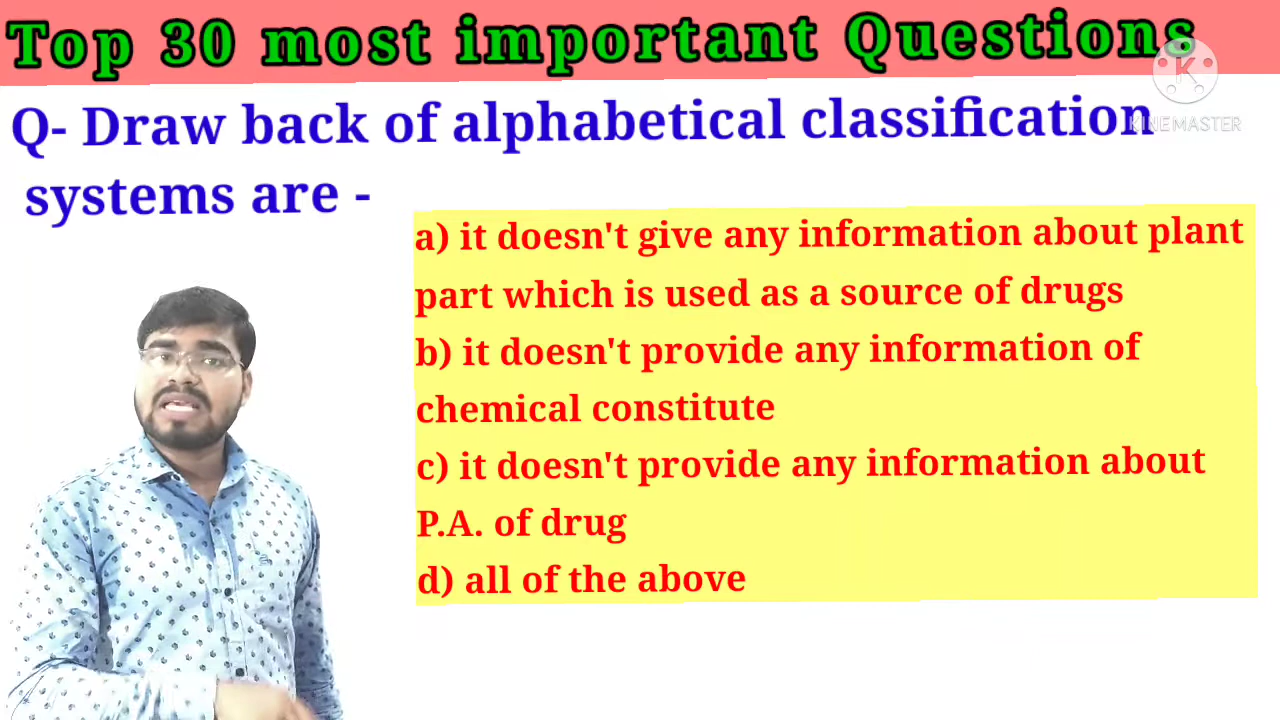 Top 30 most important Questions
K
KINEMASTER
Q- Draw back of alphabetical classification
systems are -
a) it doesn't give any information about plant
part which is used as a source of drugs
b) it doesn't provide any information of
chemical constitute
c) it doesn't provide any information about
P.A. of drug
d) all of the above